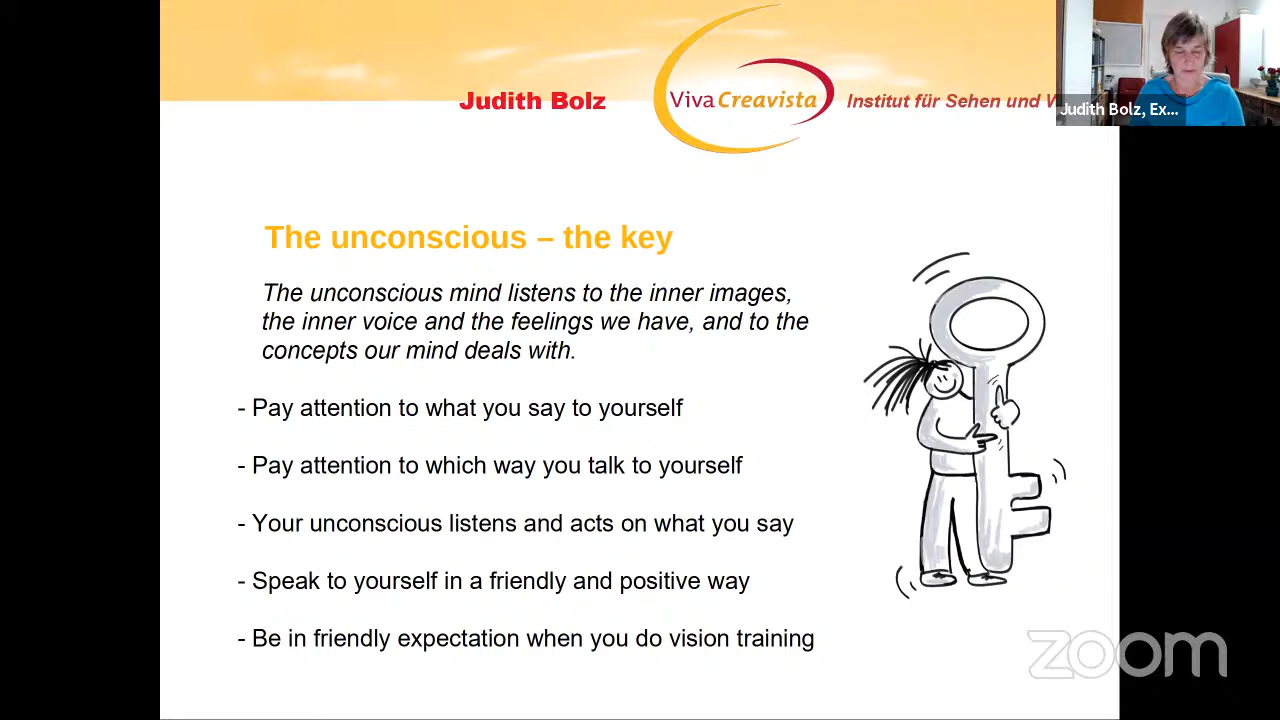 Judith Bolz
Viva Creavista
Institut für Sehen und
Judith Bolz, Ex...
The unconscious – the key
The unconscious mind listens to the inner images,
the inner voice and the feelings we have, and to the
concepts our mind deals with.
- Pay attention to what you say to yourself
- Pay attention to which way you talk to yourself
- Your unconscious listens and acts on what you say
- Speak to yourself in a friendly and positive way
- Be in friendly expectation when you do vision training
zoom